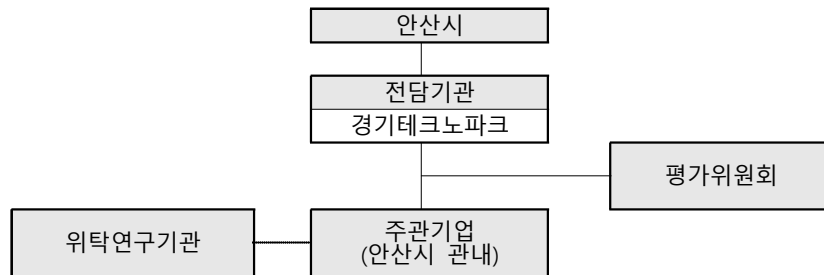 안산시
전담기관
경기테크노파크
평가위원회
위탁연구기관
주관기업
(안산시 관내)